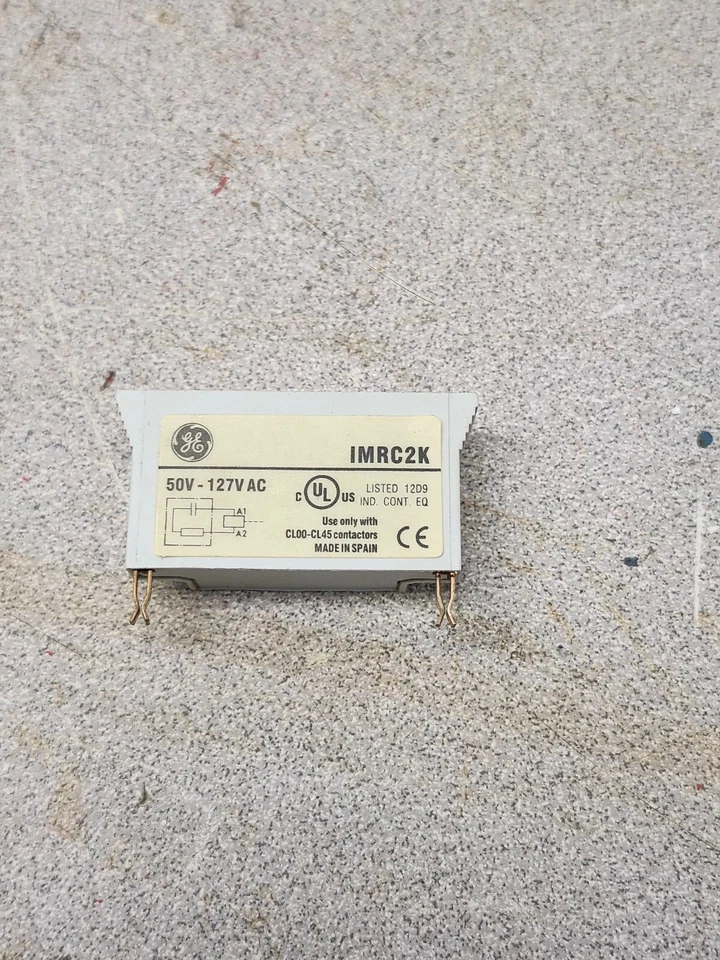 GE
IMRC2K
50V - 127V AC
C UL US LISTED 12D9
IND. CONT. EQ
A1
A2
Use only with
CL00-CL45 contactors
MADE IN SPAIN
CE